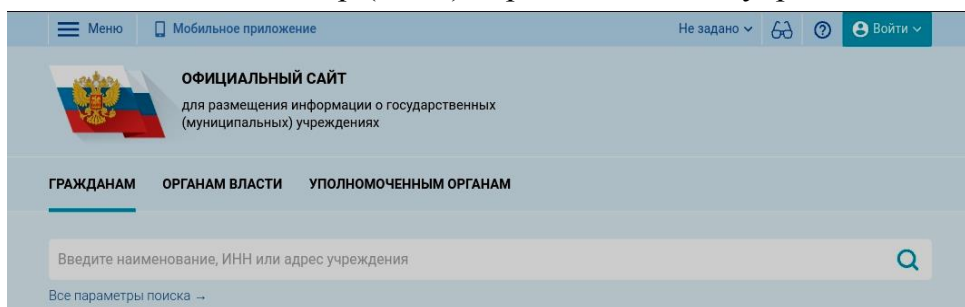 Меню Мобильное приложение Не задано Войти
ОФИЦИАЛЬНЫЙ САЙТ
для размещения информации о государственных
(муниципальных) учреждениях
ГРАЖДАНАМ ОРГАНАМ ВЛАСТИ УПОЛНОМОЧЕННЫМ ОРГАНАМ
Введите наименование, ИНН или адрес учреждения
Все параметры поиска →